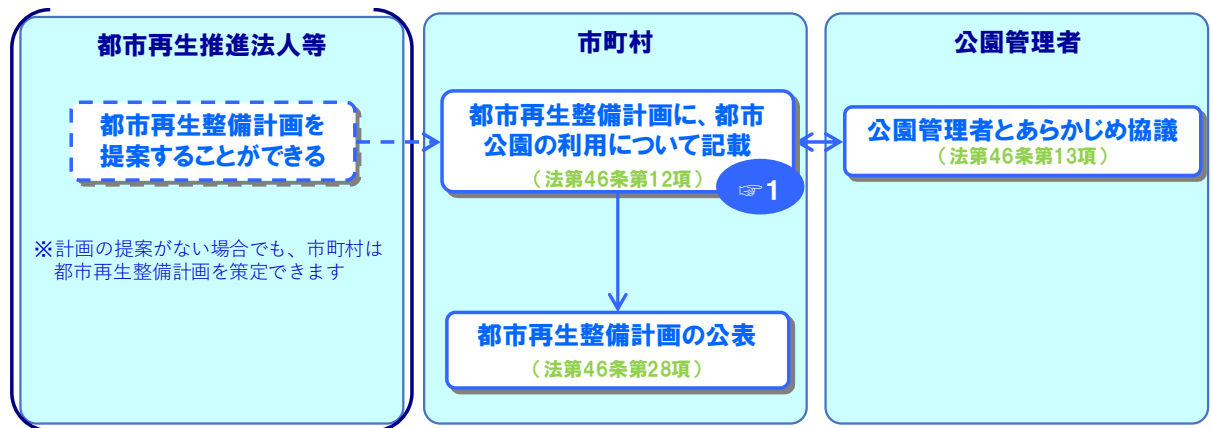 都市再生推進法人等
都市再生整備計画を
提案することができる
※計画の提案がない場合でも、市町村は
都市再生整備計画を策定できます
市町村
都市再生整備計画に、都市
公園の利用について記載
（法第46条第12項）
☞1
都市再生整備計画の公表
（法第46条第28項）
公園管理者
公園管理者とあらかじめ協議
（法第46条第13項）